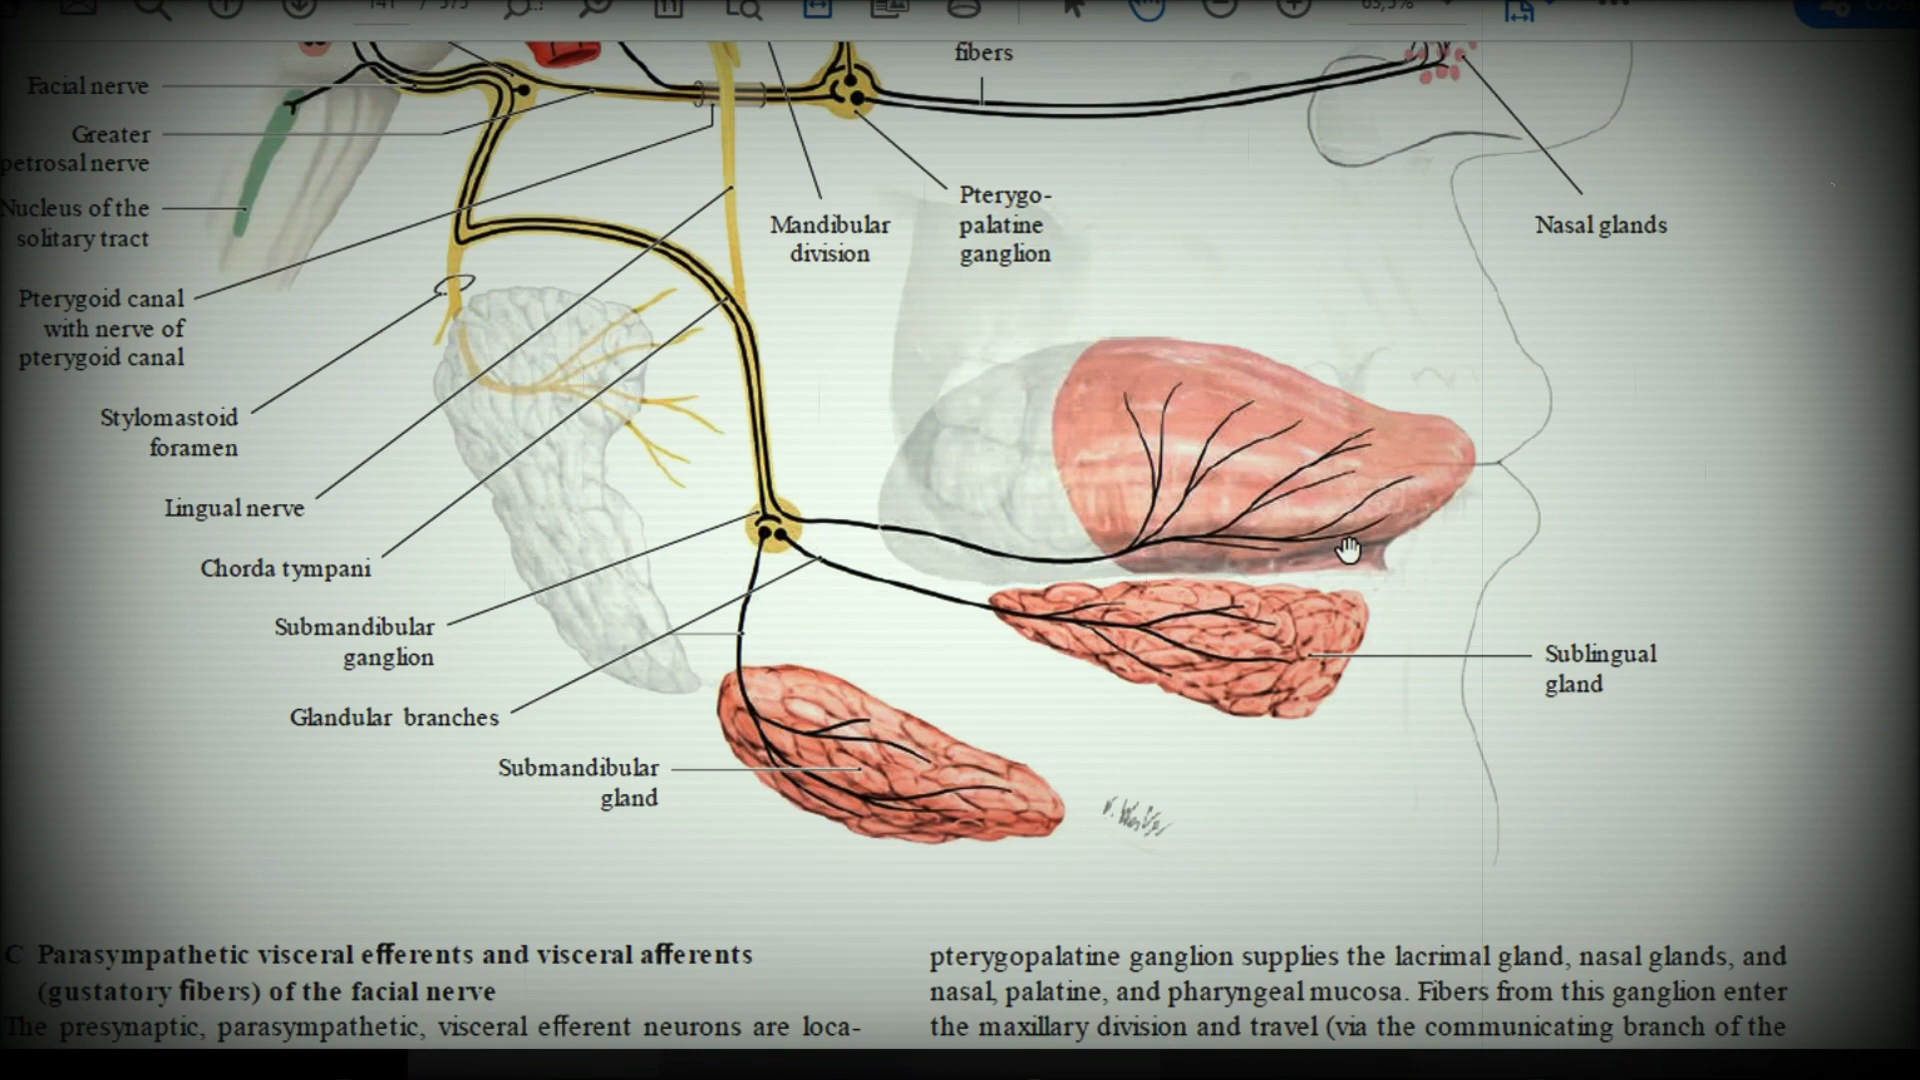 fibers
Facial nerve
Greater
petrosal nerve
Nucleus of the
solitary tract
Mandibular
division
Pterygo-
palatine
ganglion
Nasal glands
Pterygoid canal
with nerve of
pterygoid canal
Stylomastoid
foramen
Lingual nerve
Chorda tympani
Submandibular
ganglion
Sublingual
gland
Glandular branches
Submandibular
gland
C Parasympathetic visceral efferents and visceral afferents
(gustatory fibers) of the facial nerve
The presynaptic, parasympathetic, visceral efferent neurons are loca-
pterygopalatine ganglion supplies the lacrimal gland, nasal glands, and
nasal, palatine, and pharyngeal mucosa. Fibers from this ganglion enter
the maxillary division and travel (via the communicating branch of the